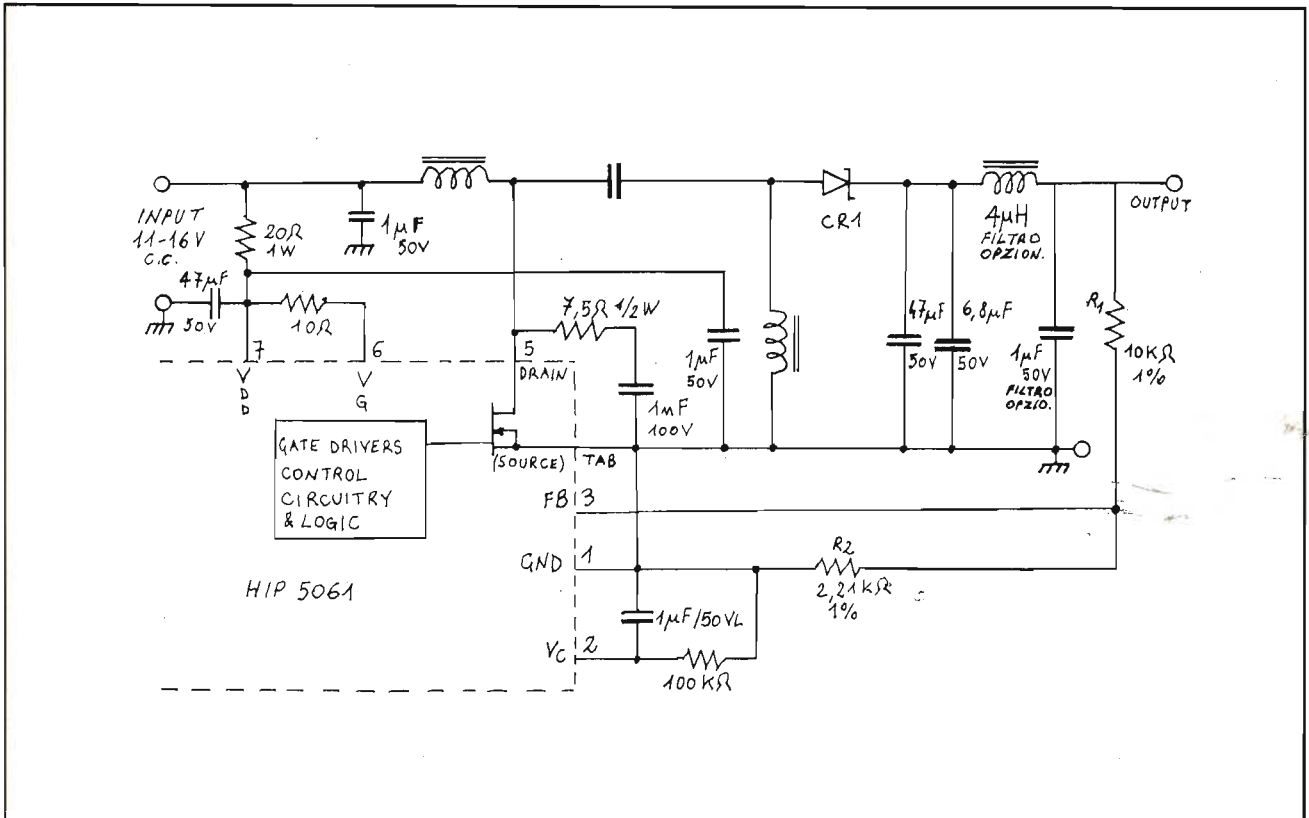 INPUT
11-16V
C.C.
20Ω
1W
1µF
50V
47µF
50V
10Ω
7
6
5
VDD
G
DRAIN
7,5Ω 1/2W
1nF
100V
1µF
50V
CR1
47µF
50V
6,8µF
50V
4µH
FILTRO
OPZION.
1µF
50V
FILTRO
OPZIO.
OUTPUT
R1
10KΩ
1%
GATE DRIVERS
CONTROL
CIRCUITRY
& LOGIC
(SOURCE)
TAB
FB 3
GND 1
R2
2,21KΩ
1%
HIP 5061
1µF/50VL
VC 2
100KΩ